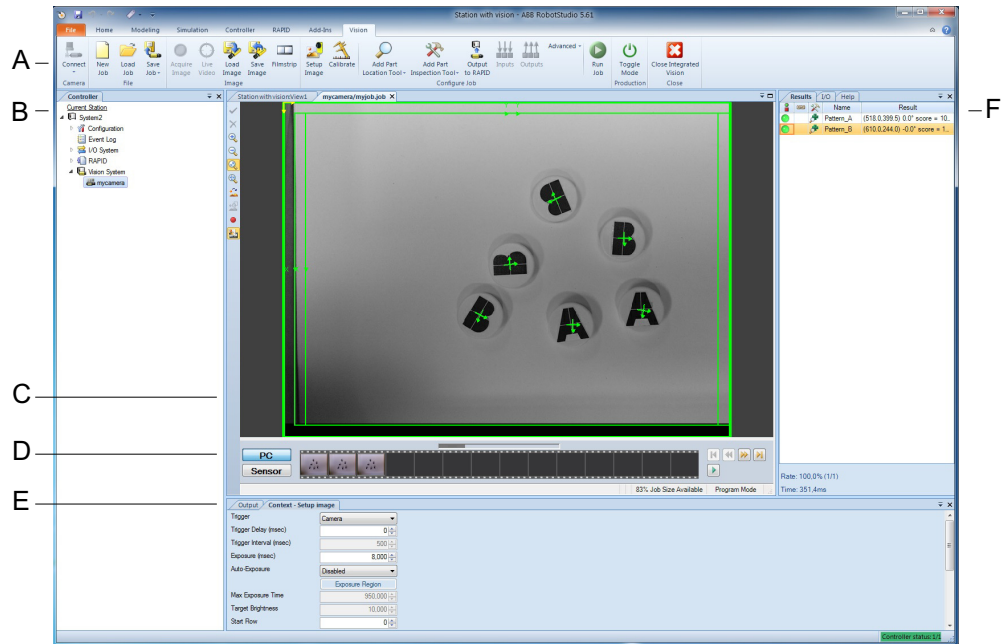 Station with vision - ABB RobotStudio 5.61
File Home Modeling Simulation Controller RAPID Add-Ins Vision
A
Connect New Job Load Job Save Job Acquire Image Live Video Load Image Save Image Filmstrip Setup Image Calibrate Add Part Location Tool Add Part Inspection Tool Output to RAPID Inputs Outputs Advanced Run Job Toggle Mode Close Integrated Vision
Camera File Image Configure Job Production Close
Controller
StationwithvisionView1 mycamera/myjob.job
Results I/O Help
B
Current Station
Name Result
F
System2
Pattern_A (518.0,399.5) 0.0° score = 10...
Configuration
Pattern_B (610.0,244.0) -0.0° score = 1...
Event Log
I/O System
RAPID
Vision System
mycamera
B
B
B
B
A
A
C
D
PC
Sensor
Rate: 100,0% (1/1)
83% Job Size Available Program Mode
Time: 351,4ms
E
Output Context - Setup image
Trigger Camera
Trigger Delay (msec) 0
Trigger Interval (msec) 500
Exposure (msec) 8,000
Auto-Exposure Disabled
Exposure Region
Max Exposure Time 950,000
Target Brightness 10,000
Start Row 0
Controller status:1/1